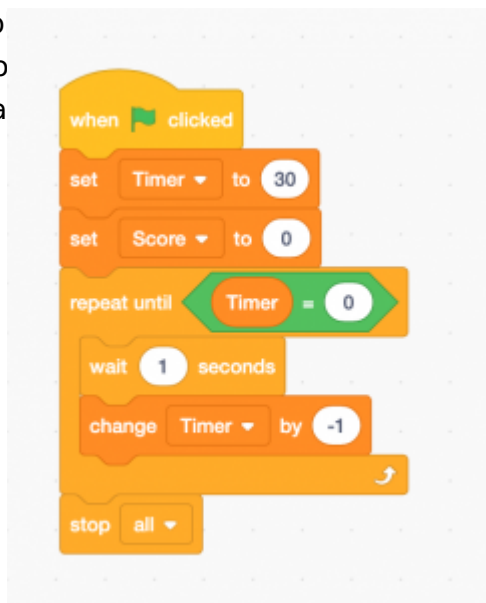 o
o
a
when clicked
set Timer to 30
set Score to 0
repeat until Timer = 0
wait 1 seconds
change Timer by -1
stop all